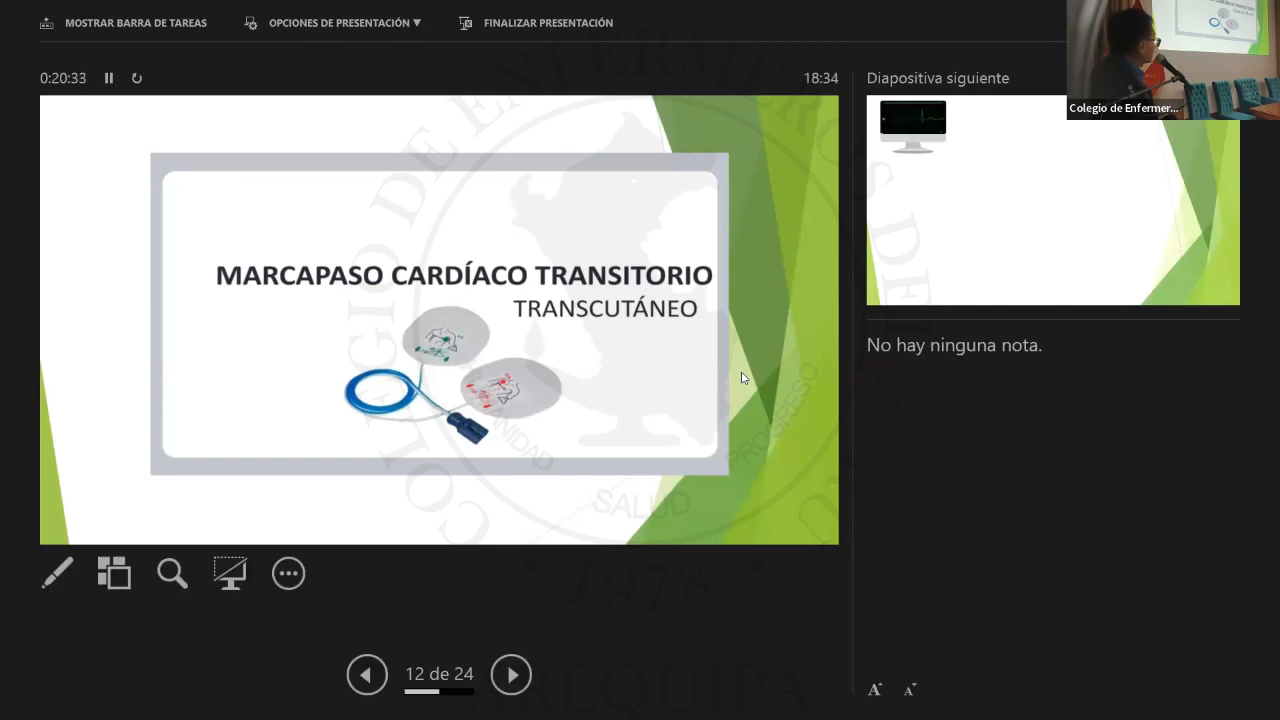 MOSTRAR BARRA DE TAREAS
OPCIONES DE PRESENTACIÓN ▼
FINALIZAR PRESENTACIÓN
0:20:33
18:34
Diapositiva siguiente
Colegio de Enfermer...
MARCAPASO CARDÍACO TRANSITORIO
TRANSCUTÁNEO
No hay ninguna nota.
12 de 24
A A
COLEGIO DE ENFERMEROS DEL PERÚ
SALUD
PROGRESO
1978
AREQUIPA